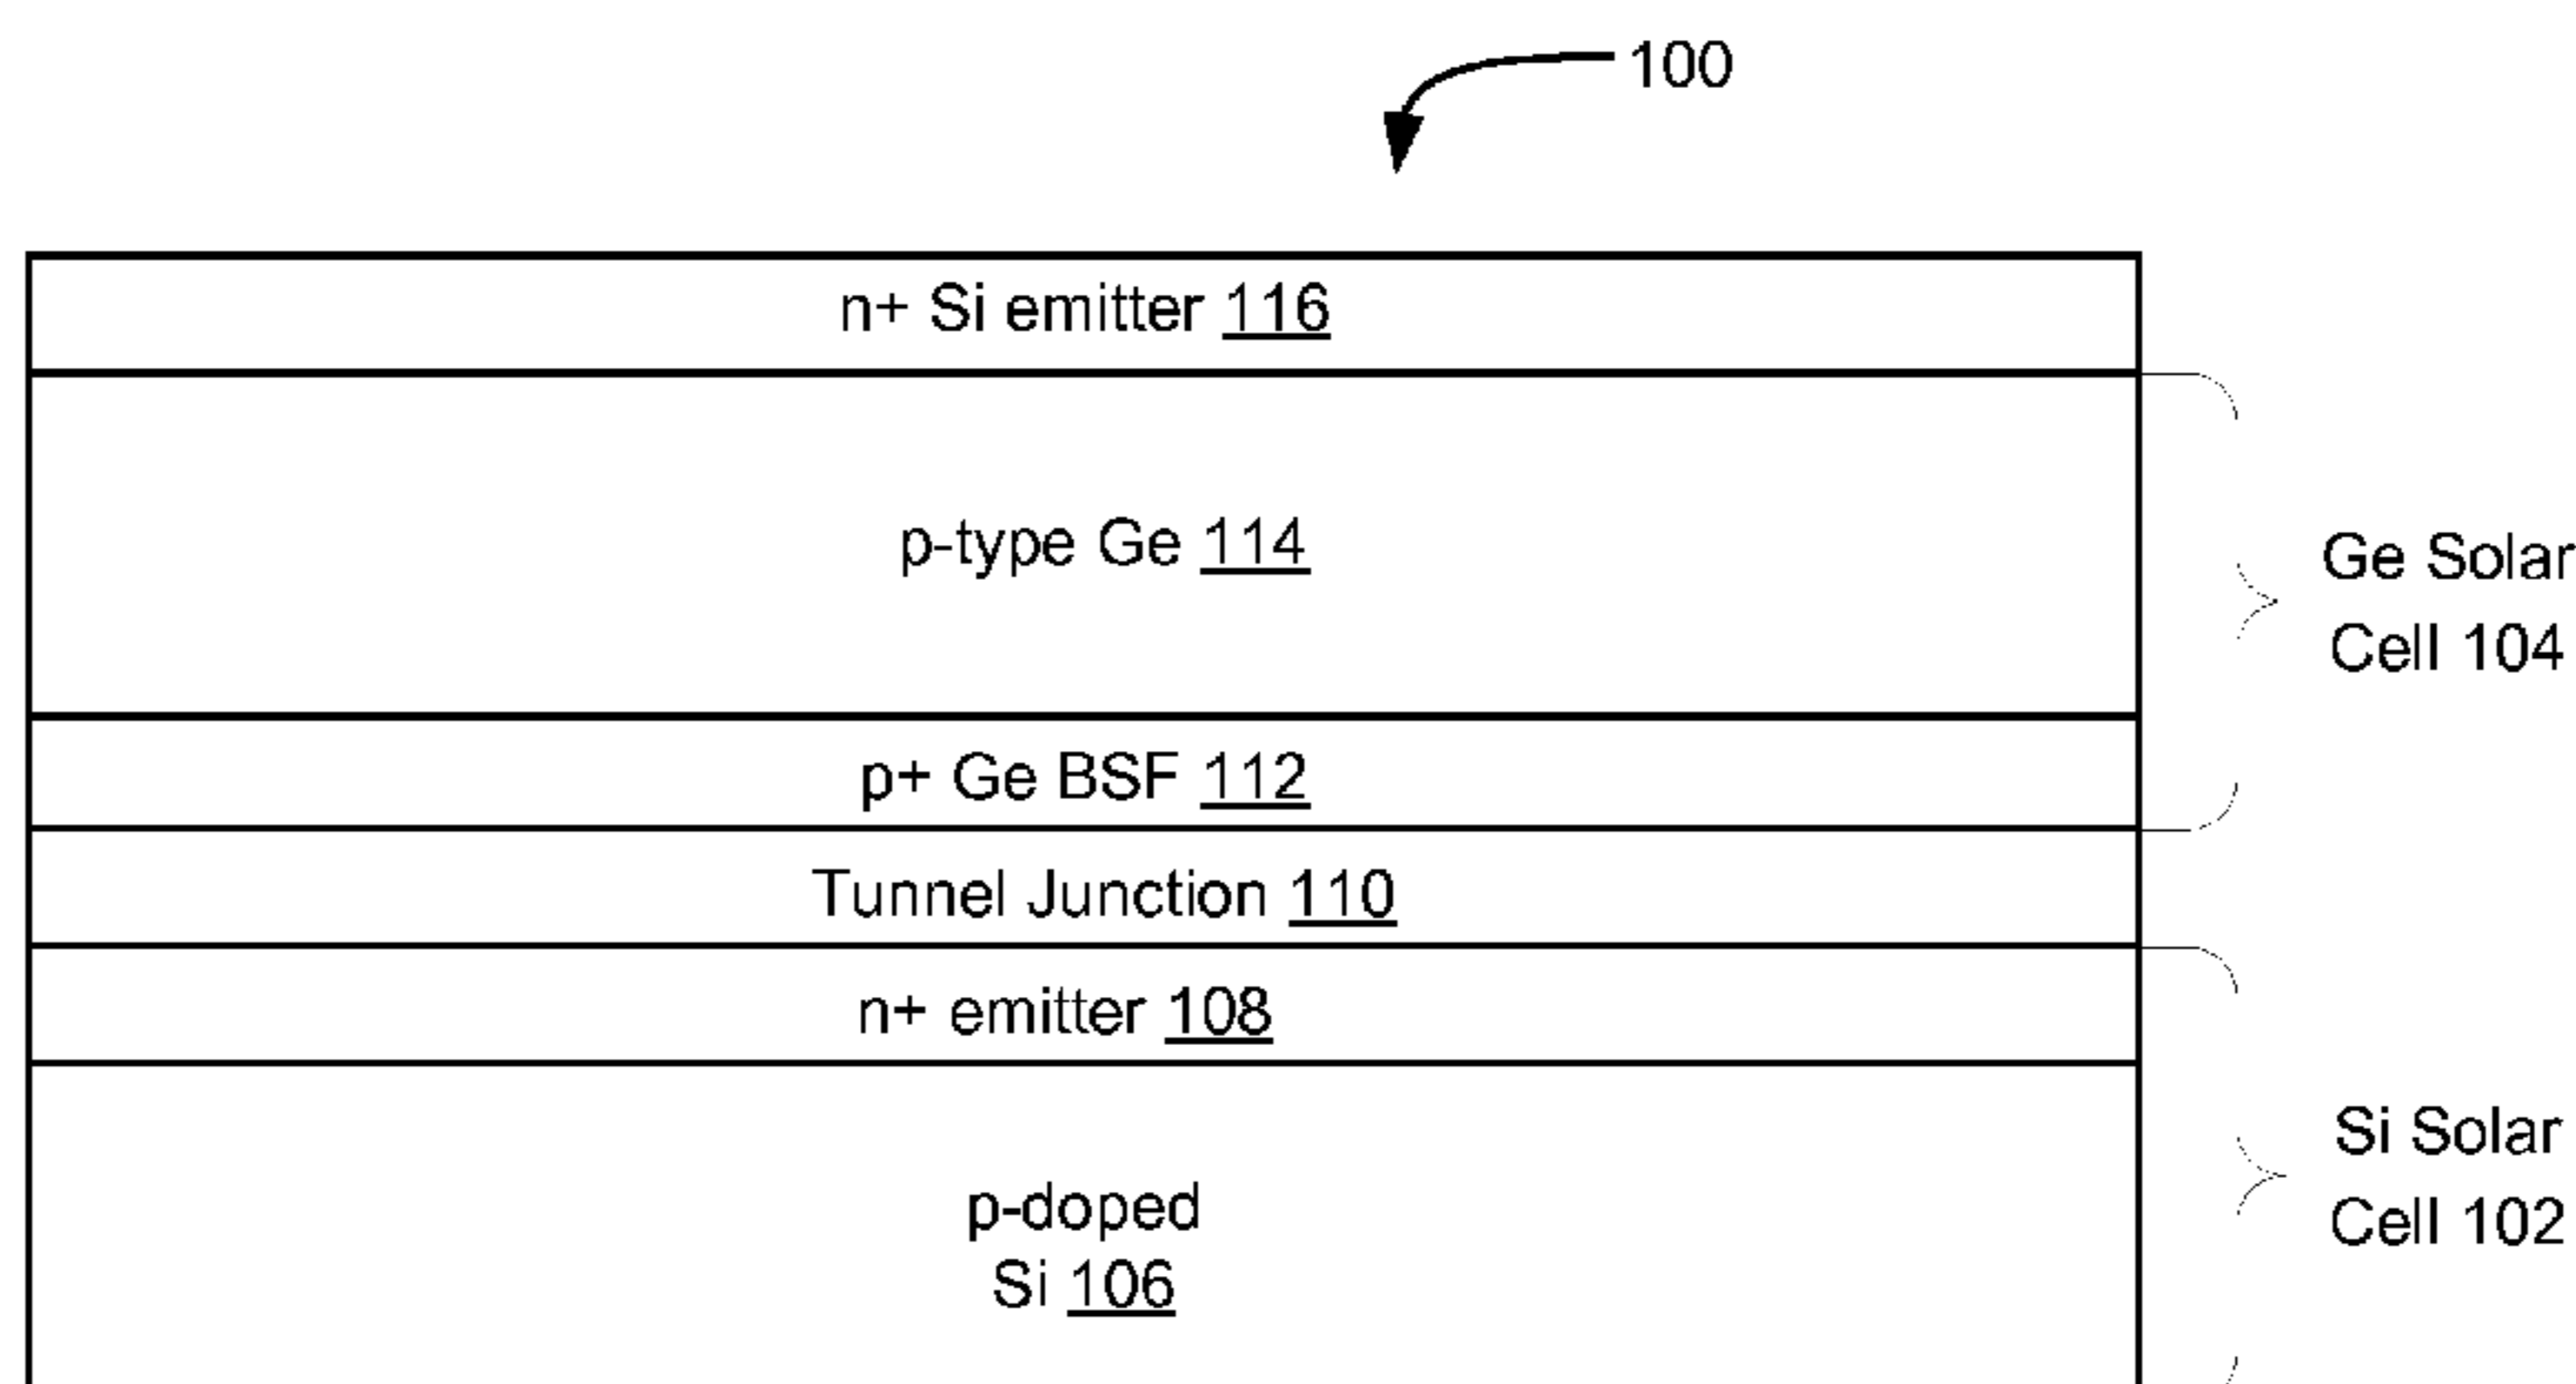 100
n+ Si emitter 116
p-type Ge 114
Ge Solar
Cell 104
p+ Ge BSF 112
Tunnel Junction 110
n+ emitter 108
Si Solar
Cell 102
p-doped
Si 106